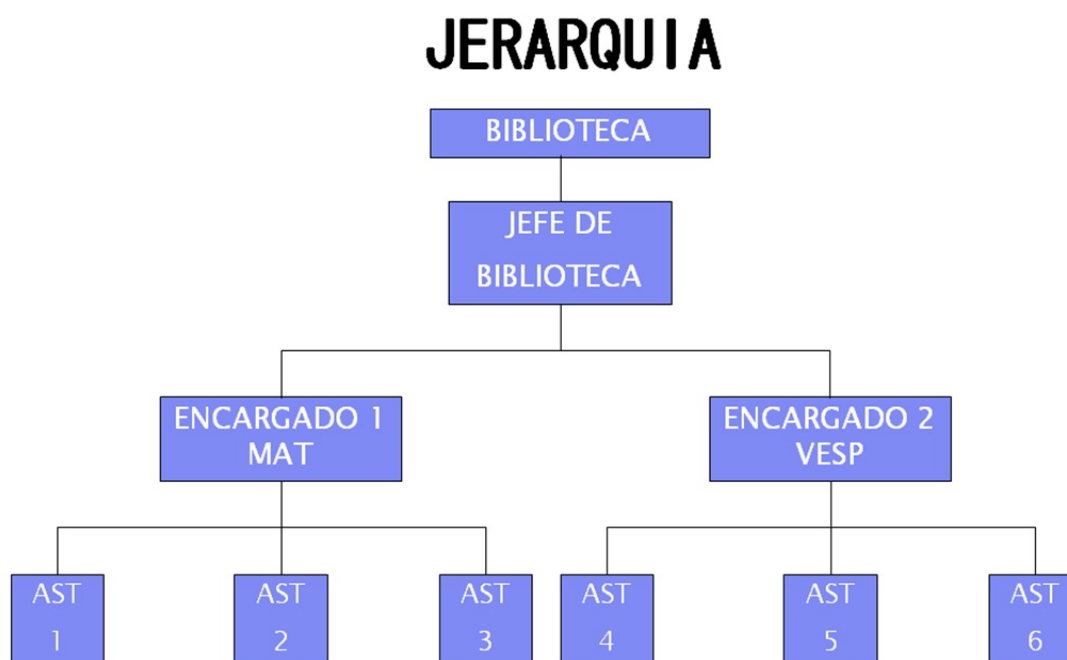 JERARQUIA
BIBLIOTECA
JEFE DE
BIBLIOTECA
ENCARGADO 1
MAT
ENCARGADO 2
VESP
AST
1
AST
2
AST
3
AST
4
AST
5
AST
6